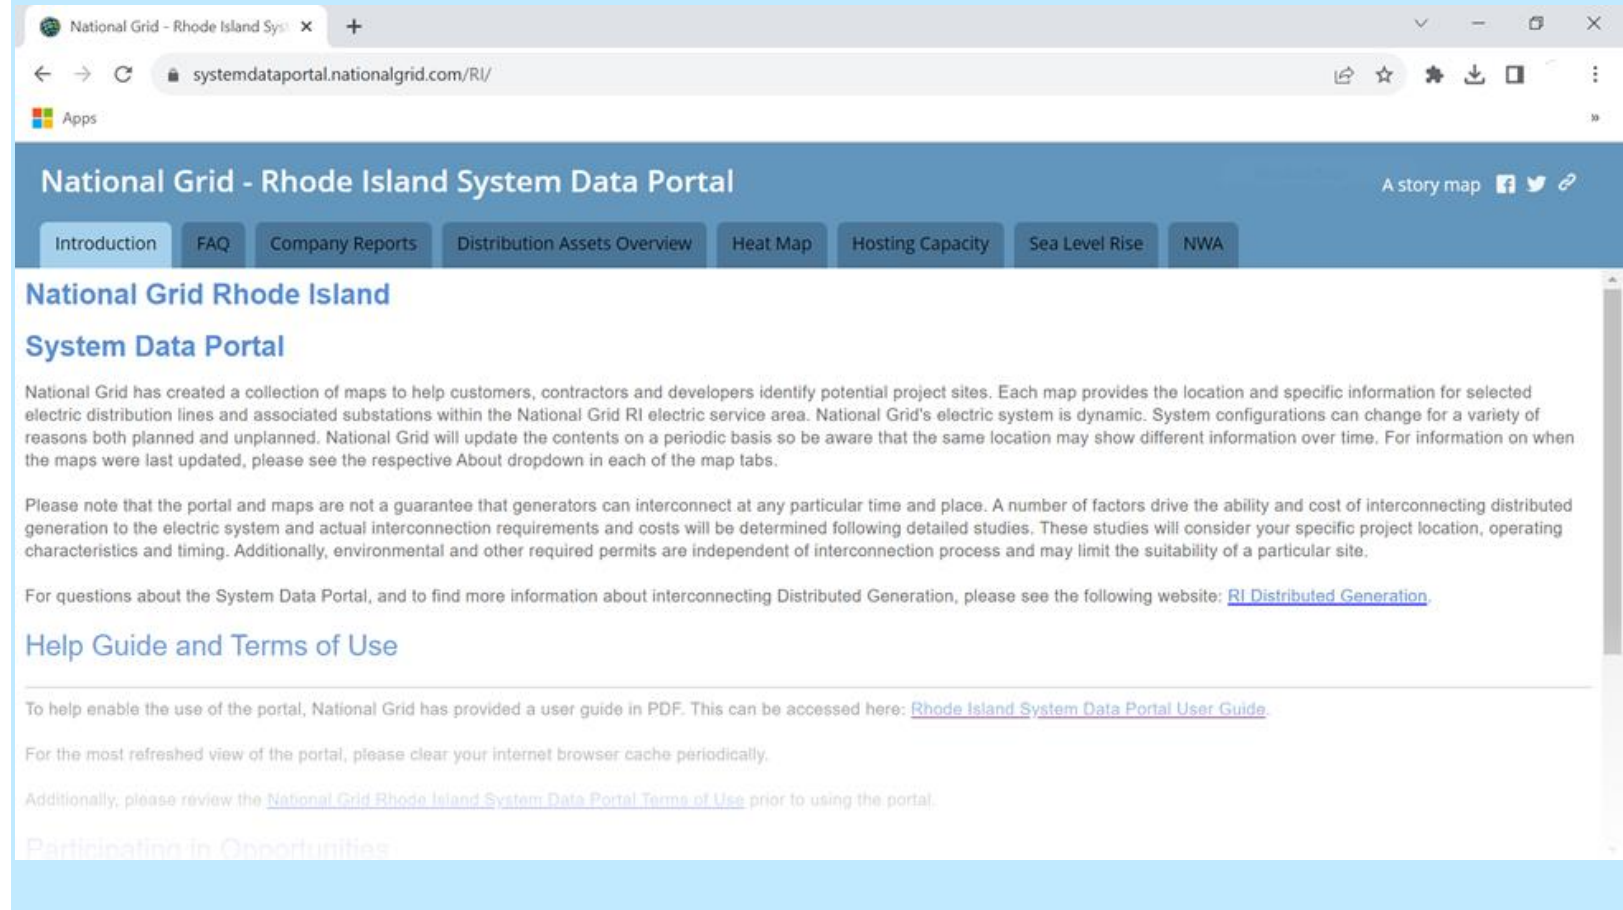 National Grid - Rhode Island Sys
systemdataportal.nationalgrid.com/RI/
Apps
National Grid - Rhode Island System Data Portal
A story map
Introduction FAQ Company Reports Distribution Assets Overview Heat Map Hosting Capacity Sea Level Rise NWA
National Grid Rhode Island
System Data Portal
National Grid has created a collection of maps to help customers, contractors and developers identify potential project sites. Each map provides the location and specific information for selected
electric distribution lines and associated substations within the National Grid RI electric service area. National Grid's electric system is dynamic. System configurations can change for a variety of
reasons both planned and unplanned. National Grid will update the contents on a periodic basis so be aware that the same location may show different information over time. For information on when
the maps were last updated, please see the respective About dropdown in each of the map tabs.
Please note that the portal and maps are not a guarantee that generators can interconnect at any particular time and place. A number of factors drive the ability and cost of interconnecting distributed
generation to the electric system and actual interconnection requirements and costs will be determined following detailed studies. These studies will consider your specific project location, operating
characteristics and timing. Additionally, environmental and other required permits are independent of interconnection process and may limit the suitability of a particular site.
For questions about the System Data Portal, and to find more information about interconnecting Distributed Generation, please see the following website: RI Distributed Generation.
Help Guide and Terms of Use
To help enable the use of the portal, National Grid has provided a user guide in PDF. This can be accessed here: Rhode Island System Data Portal User Guide.
For the most refreshed view of the portal, please clear your internet browser cache periodically.
Additionally, please review the National Grid Rhode Island System Data Portal Terms of Use prior to using the portal.
Participating in Opportunities